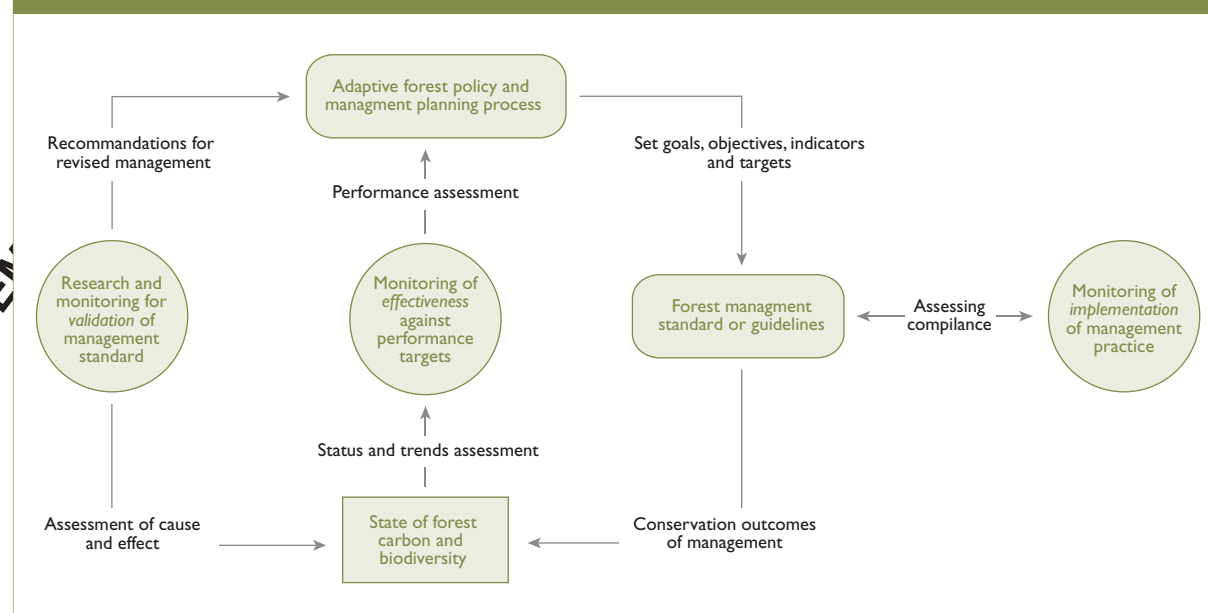 Adaptive forest policy and
managment planning process
Recommandations for
revised management
Set goals, objectives, indicators
and targets
Performance assessment
Research and
monitoring for
validation of
management
standard
Monitoring of
effectiveness
against
performance
targets
Forest managment
standard or guidelines
Assessing
compilance
Monitoring of
implementation
of management
practice
Status and trends assessment
Assessment of cause
and effect
State of forest
carbon and
biodiversity
Conservation outcomes
of management